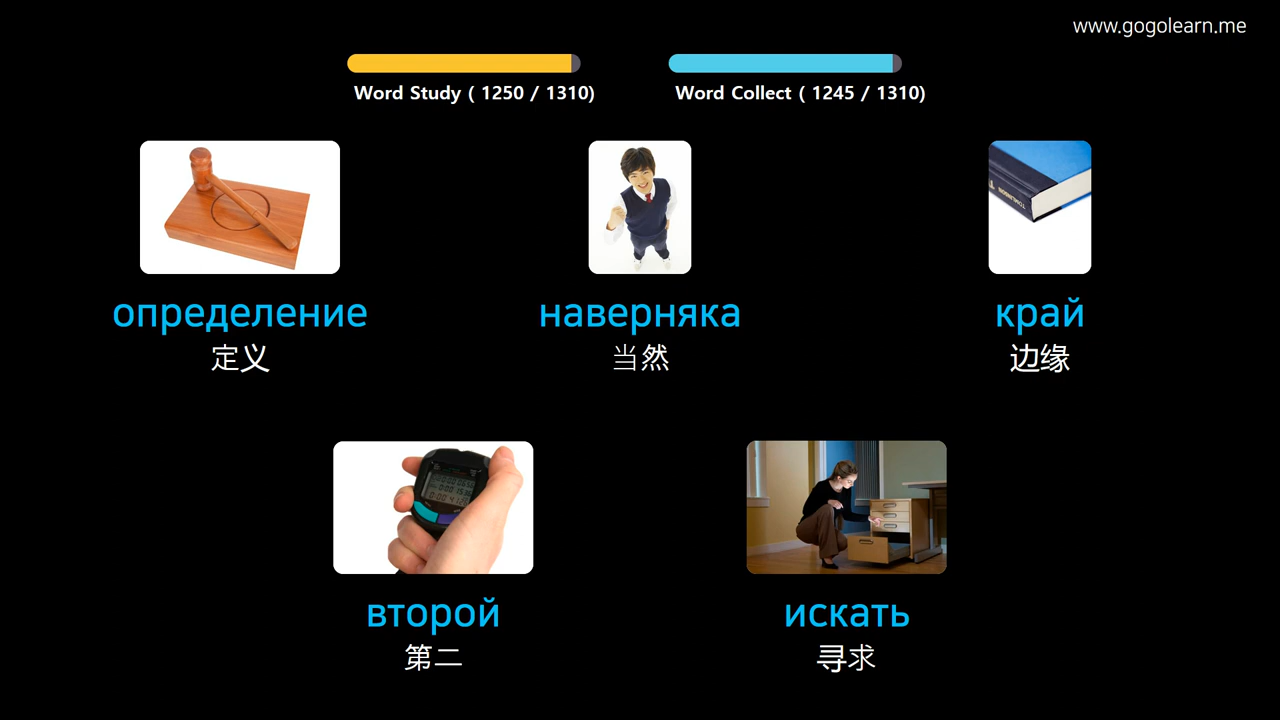 www.gogolearn.me
Word Study ( 1250 / 1310)
Word Collect ( 1245 / 1310)
определение
定义
наверняка
当然
край
边缘
второй
第二
искать
寻求